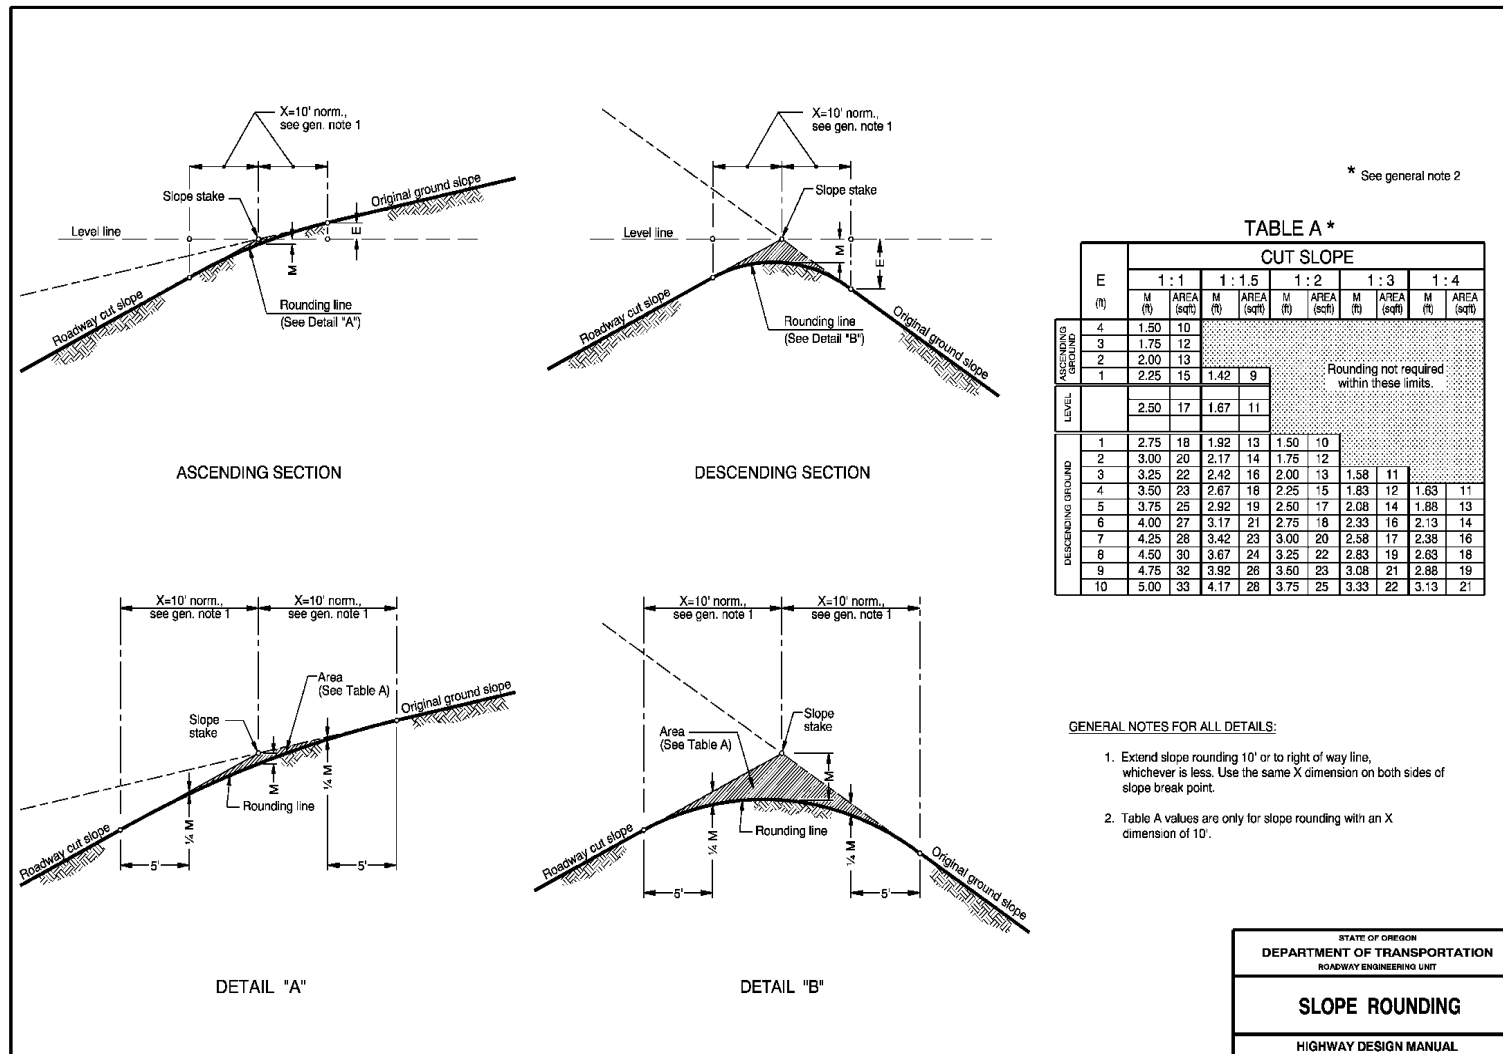 X=10' norm.,
see gen. note 1
Slope stake
Original ground slope
Level line
E
M
Roadway cut slope
Rounding line
(See Detail "A")
ASCENDING SECTION
X=10' norm.,
see gen. note 1
Slope stake
Level line
M
E
Roadway cut slope
Rounding line
(See Detail "B")
Original ground slope
DESCENDING SECTION
* See general note 2
TABLE A *
CUT SLOPE
E 1 : 1 1 : 1.5 1 : 2 1 : 3 1 : 4
(ft) M (ft) AREA (sqft) M (ft) AREA (sqft) M (ft) AREA (sqft) M (ft) AREA (sqft) M (ft) AREA (sqft)
ASCENDING GROUND
4 1.50 10
3 1.75 12
2 2.00 13
1 2.25 15 1.42 9
Rounding not required
within these limits.
LEVEL
2.50 17 1.67 11
DESCENDING GROUND
1 2.75 18 1.92 13 1.50 10
2 3.00 20 2.17 14 1.75 12
3 3.25 22 2.42 16 2.00 13 1.58 11
4 3.50 23 2.67 18 2.25 15 1.83 12 1.63 11
5 3.75 25 2.92 19 2.50 17 2.08 14 1.88 13
6 4.00 27 3.17 21 2.75 18 2.33 16 2.13 14
7 4.25 28 3.42 23 3.00 20 2.58 17 2.38 16
8 4.50 30 3.67 24 3.25 22 2.83 19 2.63 18
9 4.75 32 3.92 26 3.50 23 3.08 21 2.88 19
10 5.00 33 4.17 28 3.75 25 3.33 22 3.13 21
X=10' norm.,
see gen. note 1
X=10' norm.,
see gen. note 1
Area
(See Table A)
Original ground slope
Slope
stake
M
¼ M
Rounding line
¼ M
Roadway cut slope
5'
5'
DETAIL "A"
X=10' norm.,
see gen. note 1
X=10' norm.,
see gen. note 1
Slope
stake
Area
(See Table A)
M
Rounding line
¼ M
¼ M
Roadway cut slope
Original ground slope
5'
5'
DETAIL "B"
GENERAL NOTES FOR ALL DETAILS:
1. Extend slope rounding 10' or to right of way line,
whichever is less. Use the same X dimension on both sides of
slope break point.
2. Table A values are only for slope rounding with an X
dimension of 10'.
STATE OF OREGON
DEPARTMENT OF TRANSPORTATION
ROADWAY ENGINEERING UNIT
SLOPE ROUNDING
HIGHWAY DESIGN MANUAL